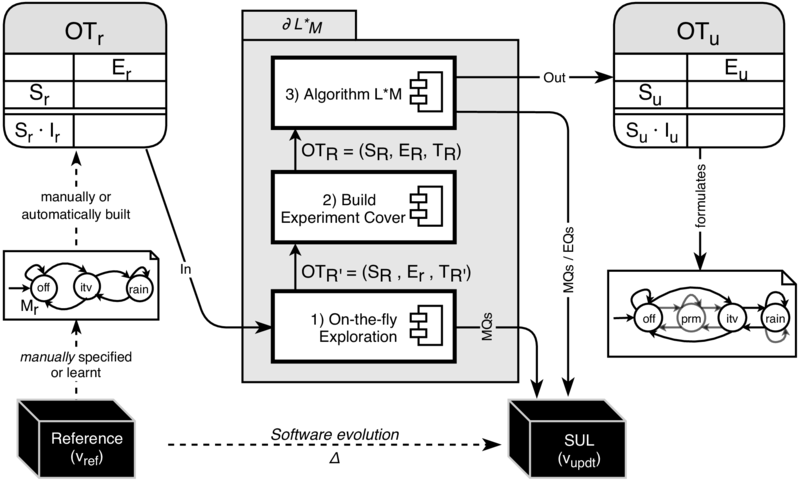 OTr
Er
Sr
Sr · Ir
manually or
automatically built
off
itv
rain
Mr
manually specified
or learnt
Reference
(vref)
In
∂ L*M
3) Algorithm L*M
OTR = (SR, ER, TR)
2) Build
Experiment Cover
OTR' = (SR , Er , TR')
1) On-the-fly
Exploration
MQs
MQs / EQs
Out
Software evolution
Δ
SUL
(vupdt)
OTu
Eu
Su
Su · Iu
formulates
off
prm
itv
rain